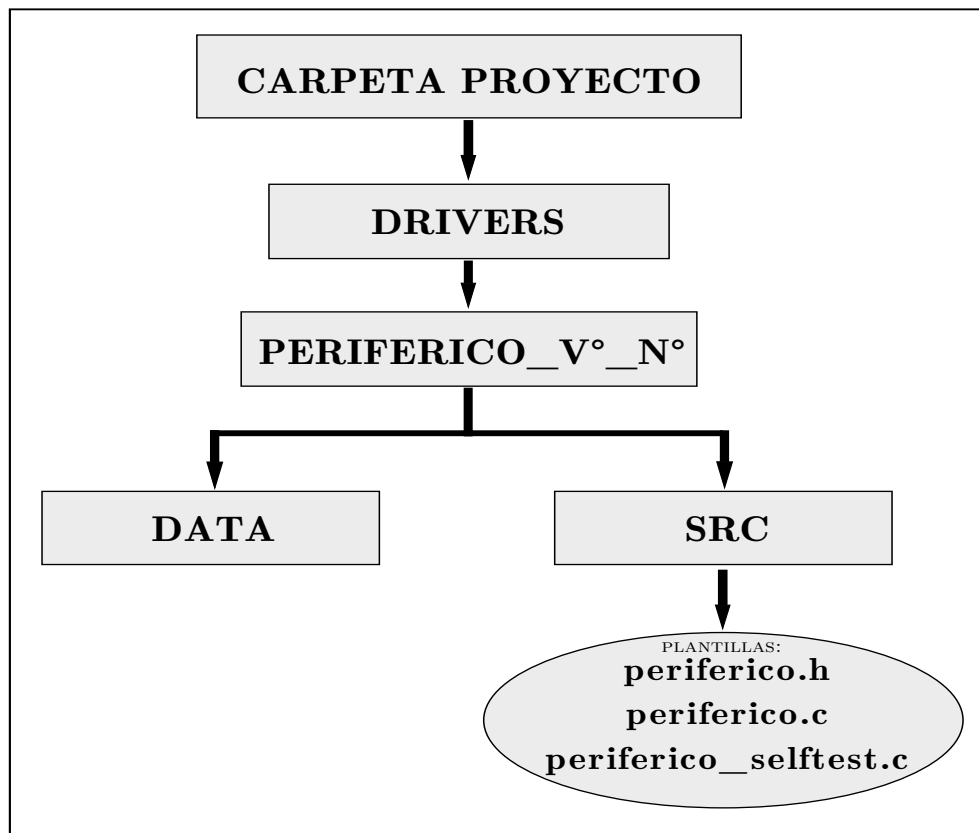 CARPETA PROYECTO
DRIVERS
PERIFERICO_V°_N°
DATA
SRC
PLANTILLAS:
periferico.h
periferico.c
periferico_selftest.c